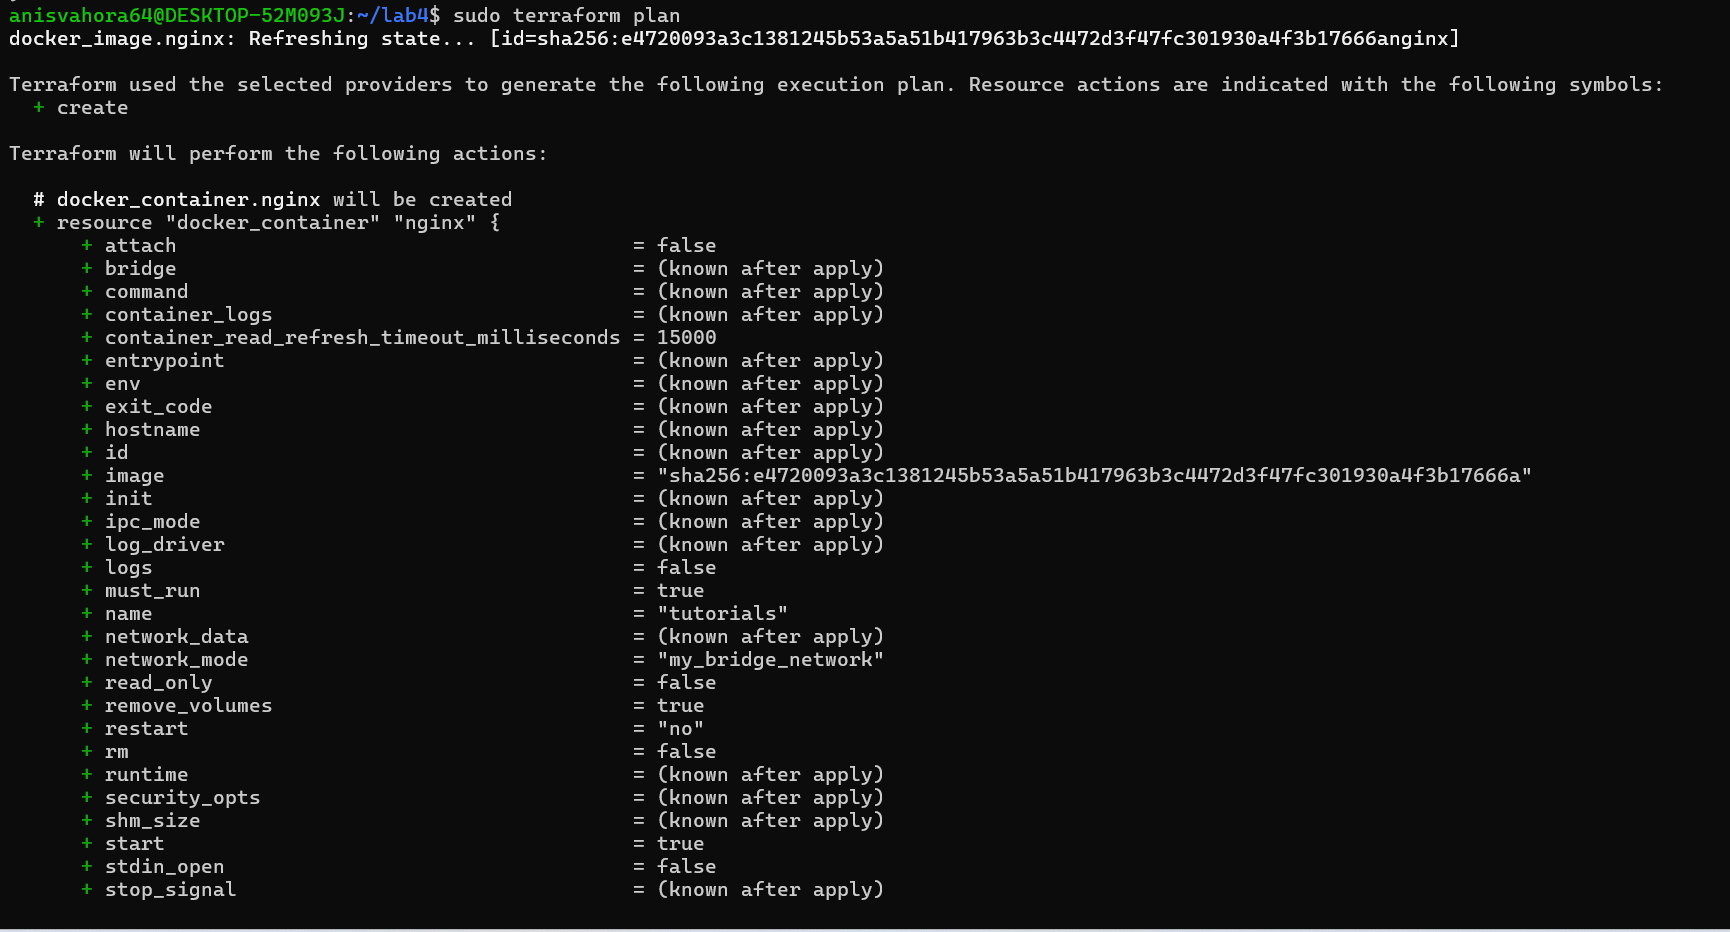 anisvahora64@DESKTOP-52M093J:~/lab4$ sudo terraform plan
docker_image.nginx: Refreshing state... [id=sha256:e4720093a3c1381245b53a5a51b417963b3c4472d3f47fc301930a4f3b17666anginx]
Terraform used the selected providers to generate the following execution plan. Resource actions are indicated with the following symbols:
  + create
Terraform will perform the following actions:
  # docker_container.nginx will be created
  + resource "docker_container" "nginx" {
      + attach                                      = false
      + bridge                                      = (known after apply)
      + command                                     = (known after apply)
      + container_logs                              = (known after apply)
      + container_read_refresh_timeout_milliseconds = 15000
      + entrypoint                                  = (known after apply)
      + env                                         = (known after apply)
      + exit_code                                   = (known after apply)
      + hostname                                    = (known after apply)
      + id                                          = (known after apply)
      + image                                       = "sha256:e4720093a3c1381245b53a5a51b417963b3c4472d3f47fc301930a4f3b17666a"
      + init                                        = (known after apply)
      + ipc_mode                                    = (known after apply)
      + log_driver                                  = (known after apply)
      + logs                                        = false
      + must_run                                    = true
      + name                                        = "tutorials"
      + network_data                                = (known after apply)
      + network_mode                                = "my_bridge_network"
      + read_only                                   = false
      + remove_volumes                              = true
      + restart                                     = "no"
      + rm                                          = false
      + runtime                                     = (known after apply)
      + security_opts                               = (known after apply)
      + shm_size                                    = (known after apply)
      + start                                       = true
      + stdin_open                                  = false
      + stop_signal                                 = (known after apply)